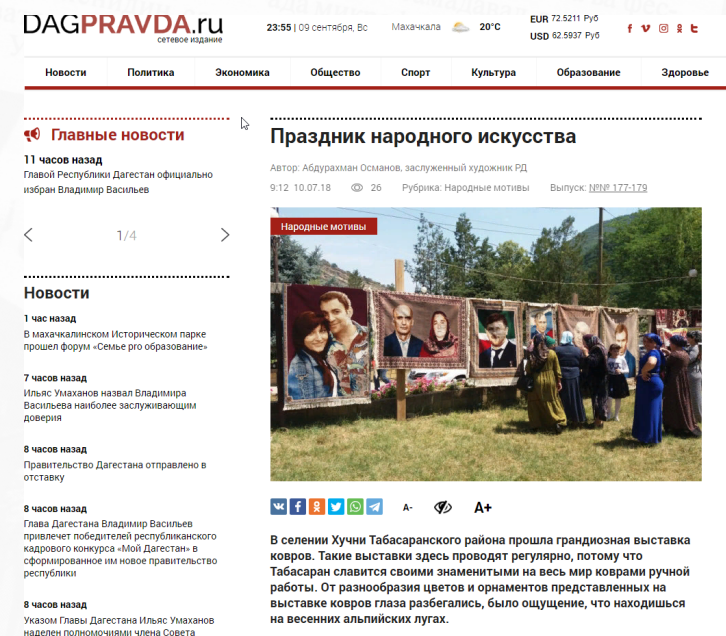 DAGPRAVDA.ru
сетевое издание
23:55 | 09 сентября, Вс
Махачкала
20°C
EUR 72.5211 Руб
USD 62.5937 Руб
Новости
Политика
Экономика
Общество
Спорт
Культура
Образование
Здоровье
Главные новости
11 часов назад
Главой Республики Дагестан официально
избран Владимир Васильев
1/4
Новости
1 час назад
В махачкалинском Историческом парке
прошел форум «Семье pro образование»
7 часов назад
Ильяс Умаханов назвал Владимира
Васильева наиболее заслуживающим
доверия
8 часов назад
Правительство Дагестана отправлено в
отставку
8 часов назад
Глава Дагестана Владимир Васильев
привлечет победителей республиканского
кадрового конкурса «Мой Дагестан» в
сформированное им новое правительство
республики
8 часов назад
Указом Главы Дагестана Ильяс Умаханов
наделен полномочиями члена Совета
Праздник народного искусства
Автор: Абдурахман Османов, заслуженный художник РД
9:12 10.07.18
26
Рубрика: Народные мотивы
Выпуск: №№ 177-179
Народные мотивы
A-
A+
В селении Хучни Табасаранского района прошла грандиозная выставка
ковров. Такие выставки здесь проводят регулярно, потому что
Табасаран славится своими знаменитыми на весь мир коврами ручной
работы. От разнообразия цветов и орнаментов представленных на
выставке ковров глаза разбегались, было ощущение, что находишься
на весенних альпийских лугах.